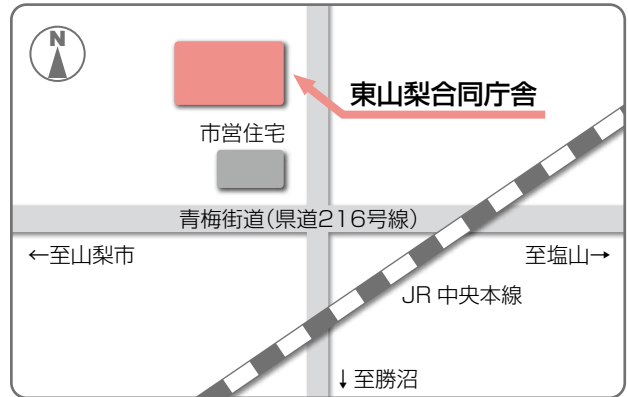 N
東山梨合同庁舎
市営住宅
青梅街道(県道216号線)
←至山梨市
至塩山→
JR 中央本線
↓至勝沼